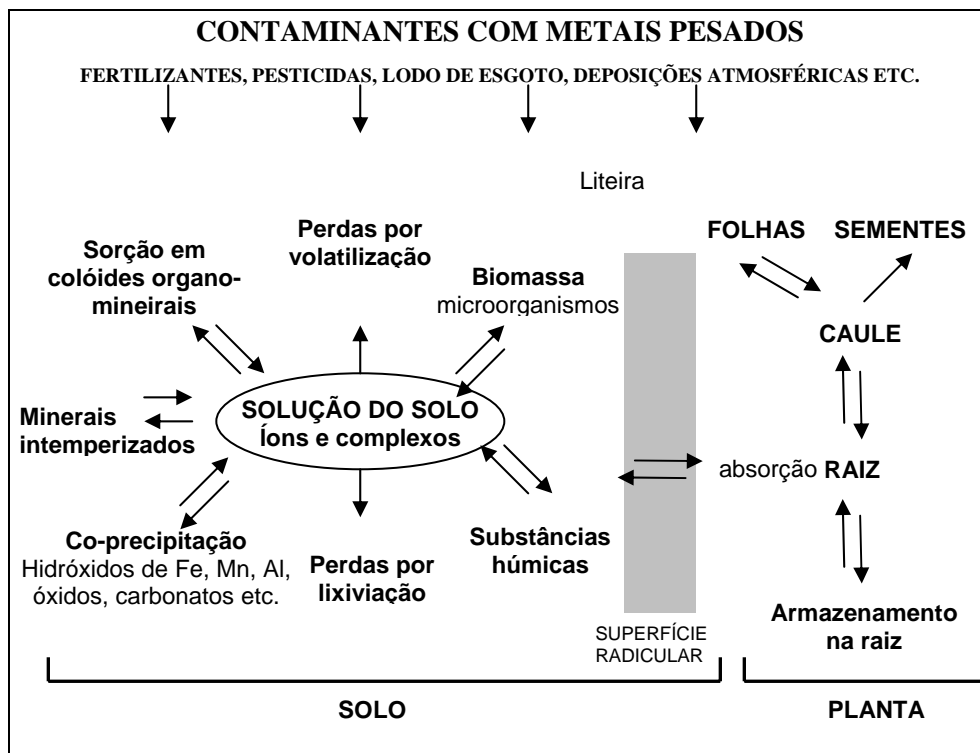 CONTAMINANTES COM METAIS PESADOS
FERTILIZANTES, PESTICIDAS, LODO DE ESGOTO, DEPOSIÇÕES ATMOSFÉRICAS ETC.
Liteira
Sorção em
colóides organo-
mineirais
Perdas por
volatilização
Biomassa
microorganismos
FOLHAS
SEMENTES
CAULE
Minerais
intemperizados
SOLUÇÃO DO SOLO
Íons e complexos
absorção RAIZ
Co-precipitação
Hidróxidos de Fe, Mn, Al,
óxidos, carbonatos etc.
Perdas por
lixiviação
Substâncias
húmicas
SUPERFÍCIE
RADICULAR
Armazenamento
na raiz
SOLO
PLANTA